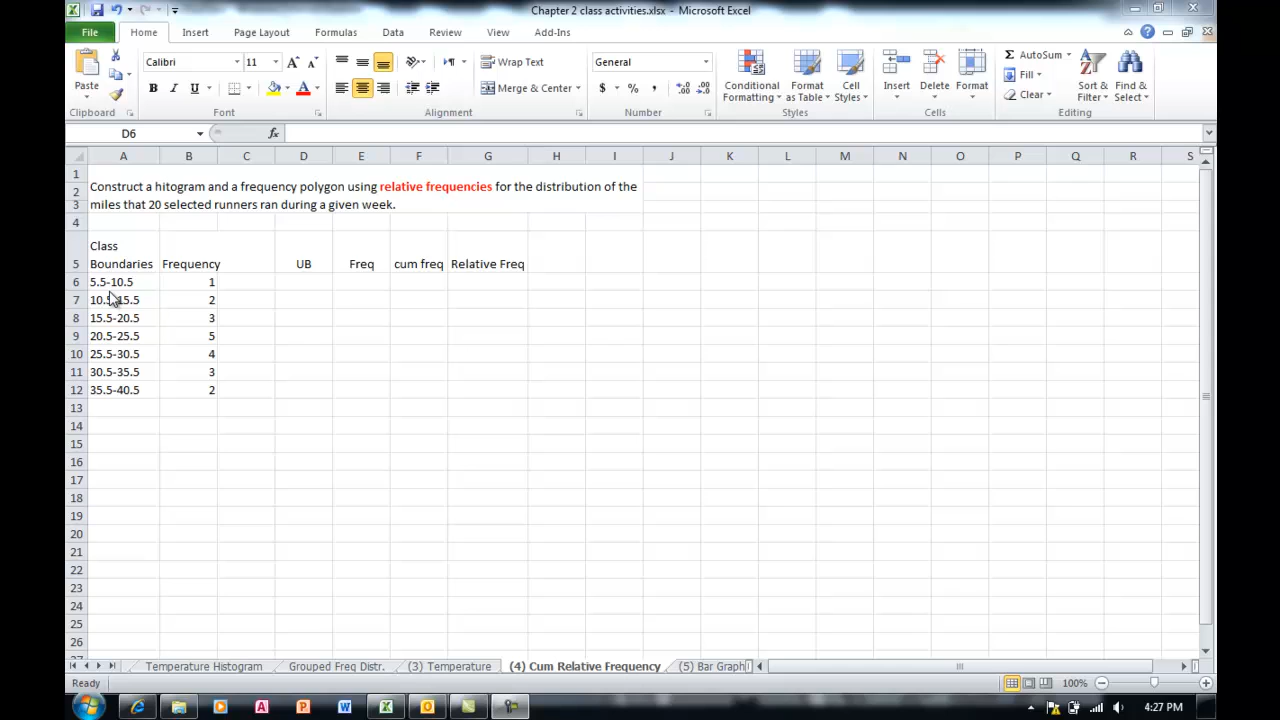 Chapter 2 class activities.xlsx - Microsoft Excel
File Home Insert Page Layout Formulas Data Review View Add-Ins
Paste
Clipboard
Calibri 11
B I U
Font
Wrap Text
Merge & Center
Alignment
General
$ % ,
Number
Conditional Formatting
Format as Table
Cell Styles
Styles
Insert Delete Format
Cells
AutoSum
Fill
Clear
Sort & Filter
Find & Select
Editing
D6 fx
A B C D E F G H I J K L M N O P Q R S
1
2 Construct a hitogram and a frequency polygon using relative frequencies for the distribution of the
3 miles that 20 selected runners ran during a given week.
4
Class
5 Boundaries Frequency UB Freq cum freq Relative Freq
6 5.5-10.5 1
7 10.5-15.5 2
8 15.5-20.5 3
9 20.5-25.5 5
10 25.5-30.5 4
11 30.5-35.5 3
12 35.5-40.5 2
13
14
15
16
17
18
19
20
21
22
23
24
25
26
Temperature Histogram Grouped Freq Distr. (3) Temperature (4) Cum Relative Frequency (5) Bar Graph
Ready 100%
4:27 PM